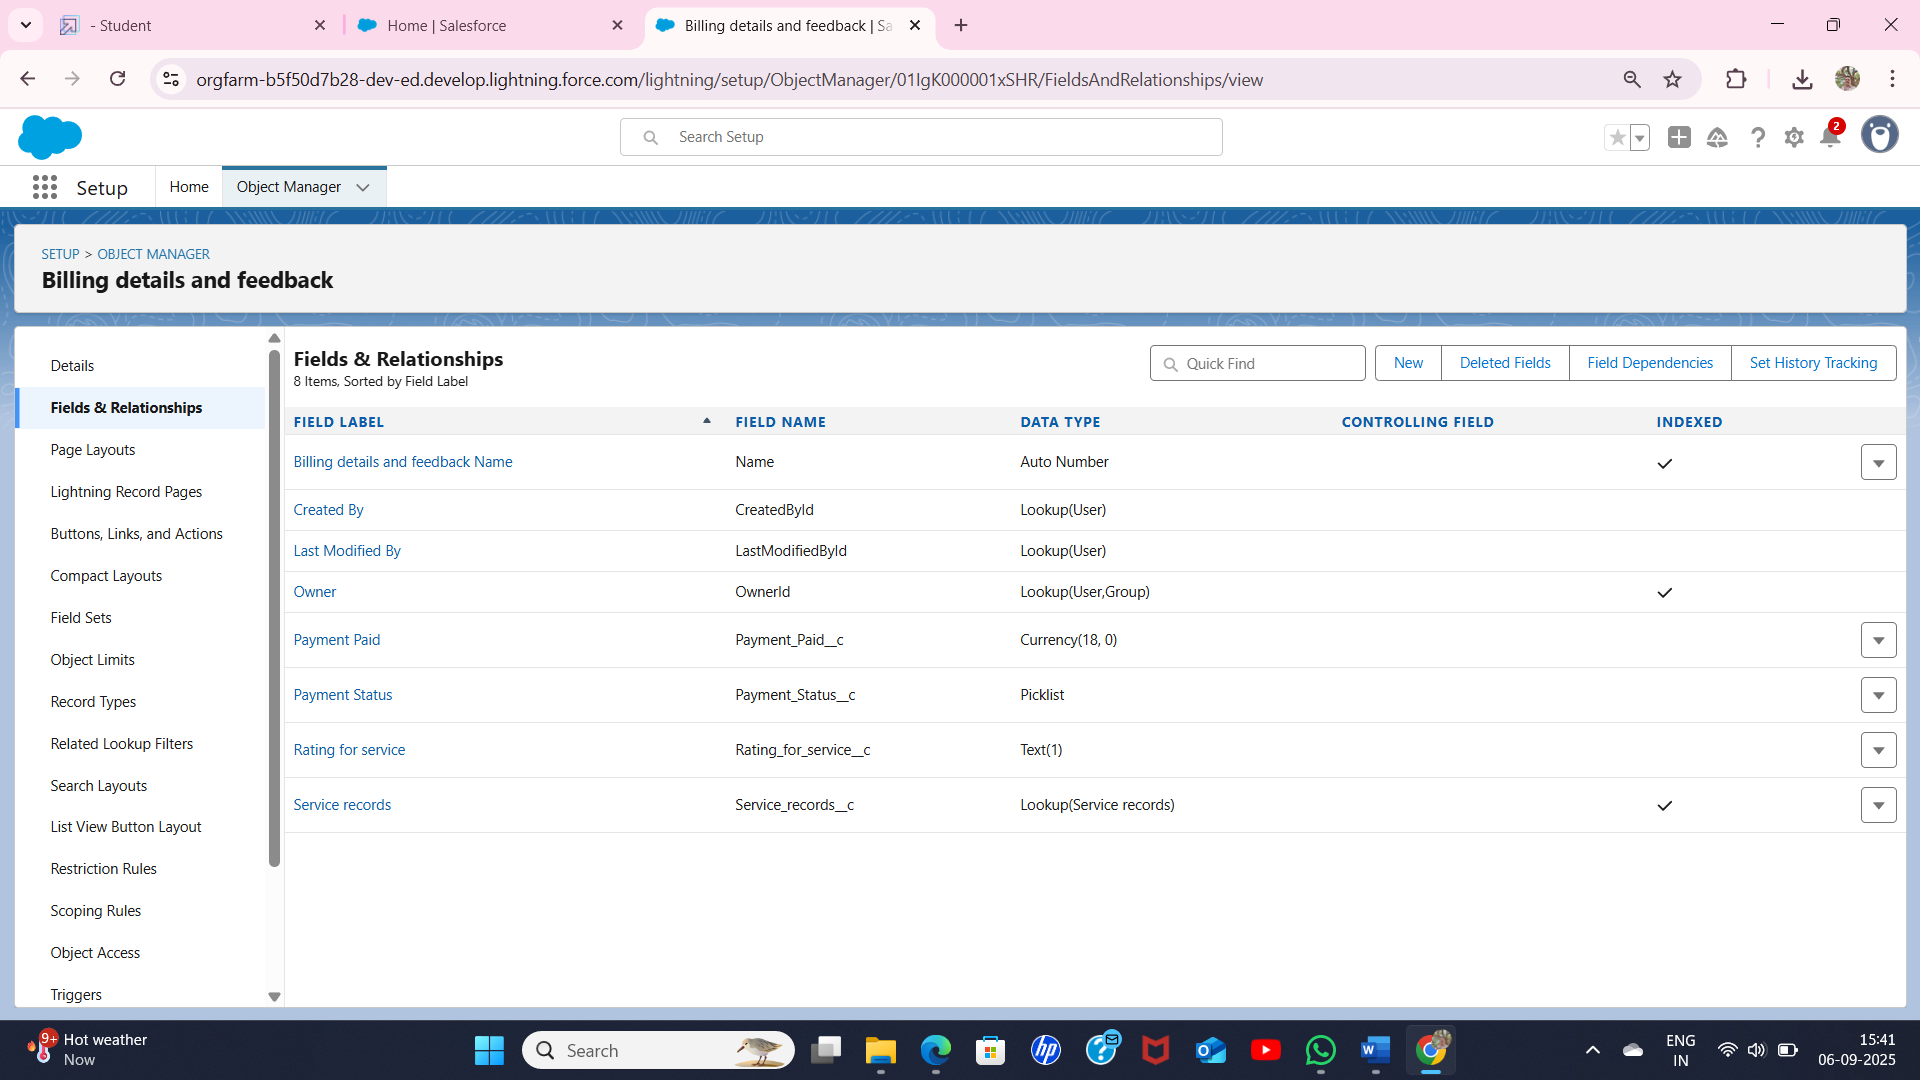 - Student
Home | Salesforce
Billing details and feedback | Sa
orgfarm-b5f50d7b28-dev-ed.develop.lightning.force.com/lightning/setup/ObjectManager/01IgK000001xSHR/FieldsAndRelationships/view
Search Setup
2
Setup
Home
Object Manager
SETUP > OBJECT MANAGER
Billing details and feedback
Details
Fields & Relationships
Page Layouts
Lightning Record Pages
Buttons, Links, and Actions
Compact Layouts
Field Sets
Object Limits
Record Types
Related Lookup Filters
Search Layouts
List View Button Layout
Restriction Rules
Scoping Rules
Object Access
Triggers
Fields & Relationships
8 Items, Sorted by Field Label
Quick Find
New
Deleted Fields
Field Dependencies
Set History Tracking
FIELD LABEL FIELD NAME DATA TYPE CONTROLLING FIELD INDEXED
Billing details and feedback Name Name Auto Number
Created By CreatedById Lookup(User)
Last Modified By LastModifiedById Lookup(User)
Owner OwnerId Lookup(User,Group)
Payment Paid Payment_Paid__c Currency(18, 0)
Payment Status Payment_Status__c Picklist
Rating for service Rating_for_service__c Text(1)
Service records Service_records__c Lookup(Service records)
9+
Hot weather
Now
Search
hp
ENG
IN
15:41
06-09-2025